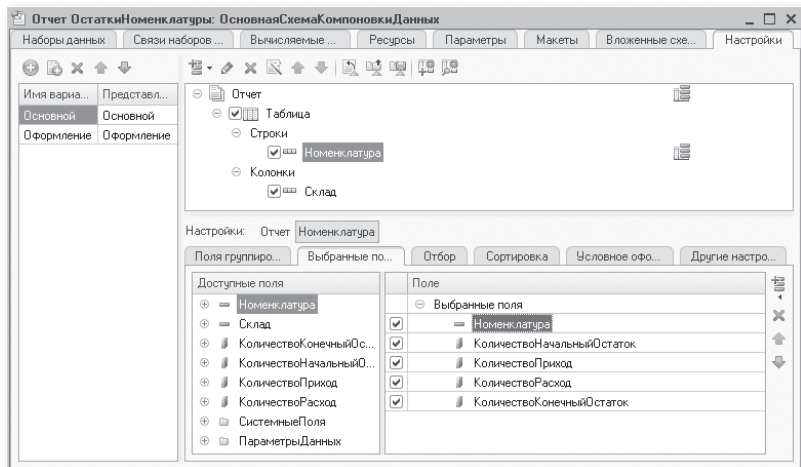 Отчет ОстаткиНоменклатуры: ОсновнаяСхемаКомпоновкиДанных
Наборы данных Связи наборов ... Вычисляемые ... Ресурсы Параметры Макеты Вложенные схе... Настройки
Имя вариа... Представл...
Основной Основной
Оформление Оформление
Отчет
Таблица
Строки
Номенклатура
Колонки
Склад
Настройки: Отчет Номенклатура
Поля группиро... Выбранные по... Отбор Сортировка Условное офо... Другие настро...
Доступные поля
Номенклатура
Склад
КоличествоКонечныйОс...
КоличествоНачальныйО...
КоличествоПриход
КоличествоРасход
СистемныеПоля
ПараметрыДанных
Поле
Выбранные поля
Номенклатура
КоличествоНачальныйОстаток
КоличествоПриход
КоличествоРасход
КоличествоКонечныйОстаток